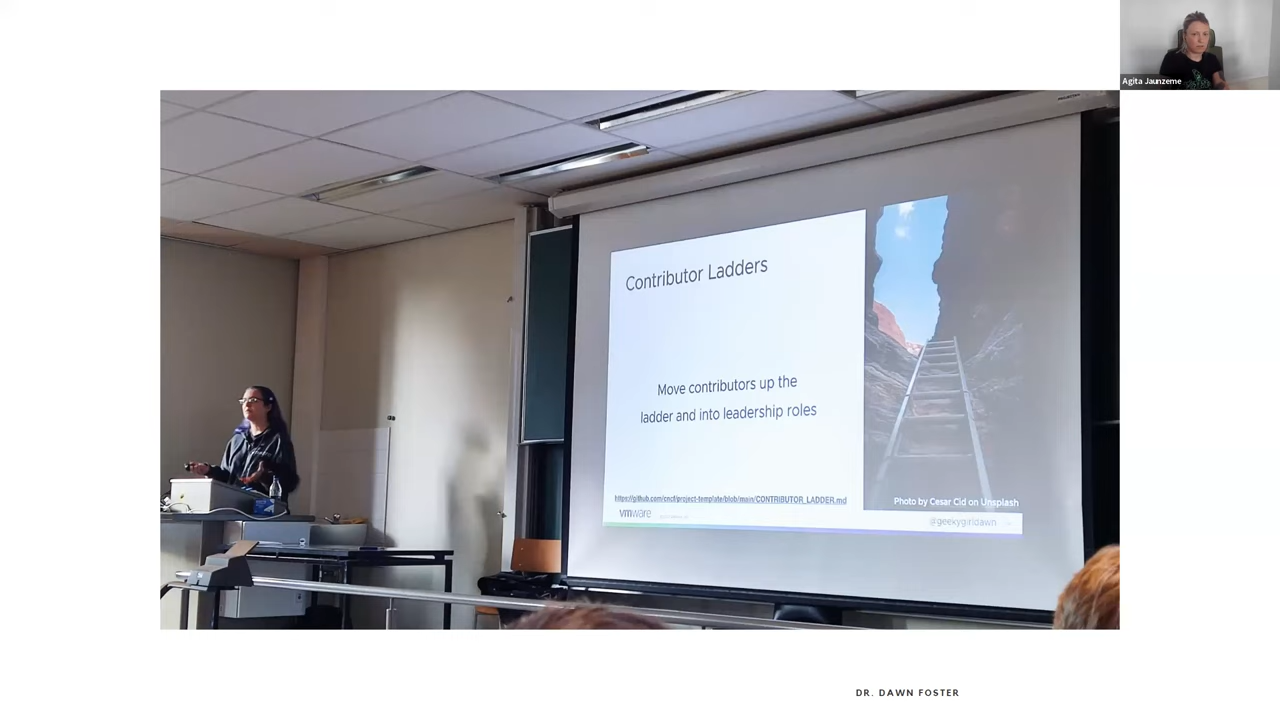 Agita Jaunzeme
Contributor Ladders
Move contributors up the
ladder and into leadership roles
https://github.com/cncf/project-template/blob/main/CONTRIBUTOR_LADDER.md
Photo by Cesar Cid on Unsplash
vmware
@geekygirldawn
DR. DAWN FOSTER